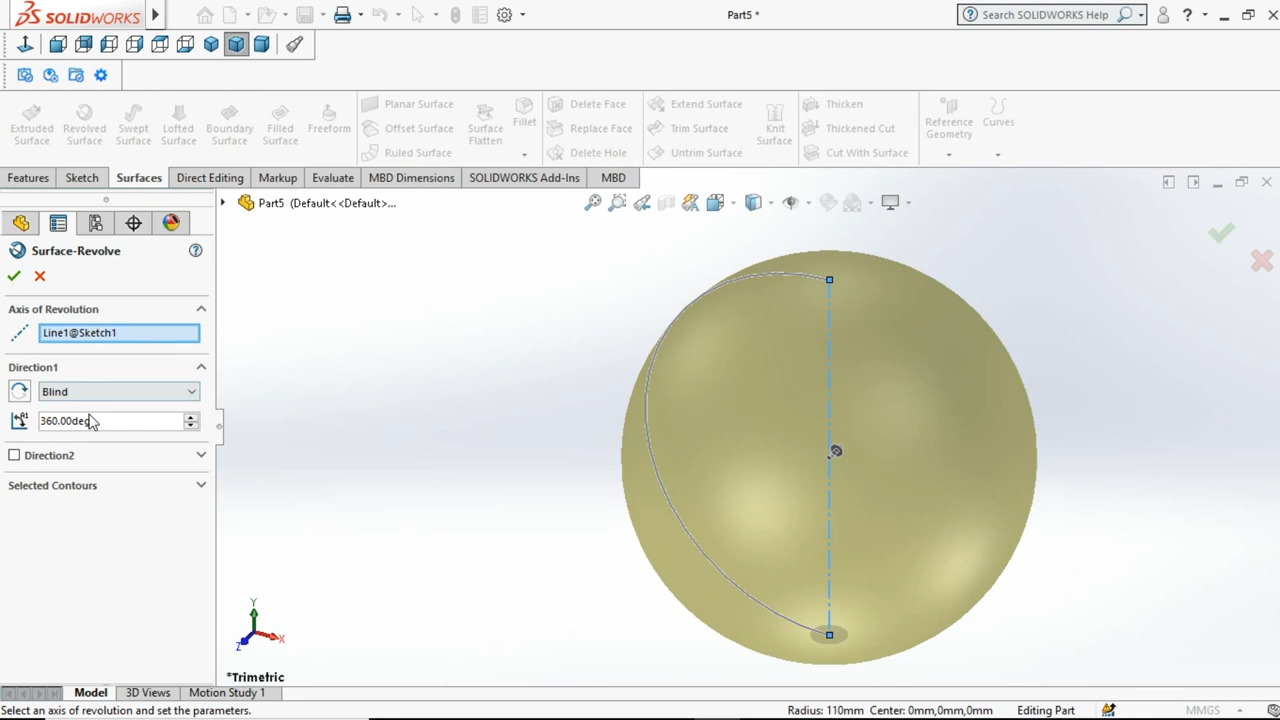 SOLIDWORKS
Part5 *
Search SOLIDWORKS Help
?
Extruded Surface
Revolved Surface
Swept Surface
Lofted Surface
Boundary Surface
Filled Surface
Freeform
Planar Surface
Offset Surface
Ruled Surface
Surface Flatten
Fillet
Delete Face
Replace Face
Delete Hole
Extend Surface
Trim Surface
Untrim Surface
Knit Surface
Thicken
Thickened Cut
Cut With Surface
Reference Geometry
Curves
Features Sketch Surfaces Direct Editing Markup Evaluate MBD Dimensions SOLIDWORKS Add-Ins MBD
Part5 (Default<<Default>...
Surface-Revolve
?
Axis of Revolution
Line1@Sketch1
Direction1
Blind
360.00deg
Direction2
Selected Contours
Y
Z
X
*Trimetric
Model 3D Views Motion Study 1
Select an axis of revolution and set the parameters. Radius: 110mm Center: 0mm,0mm,0mm Editing Part MMGS